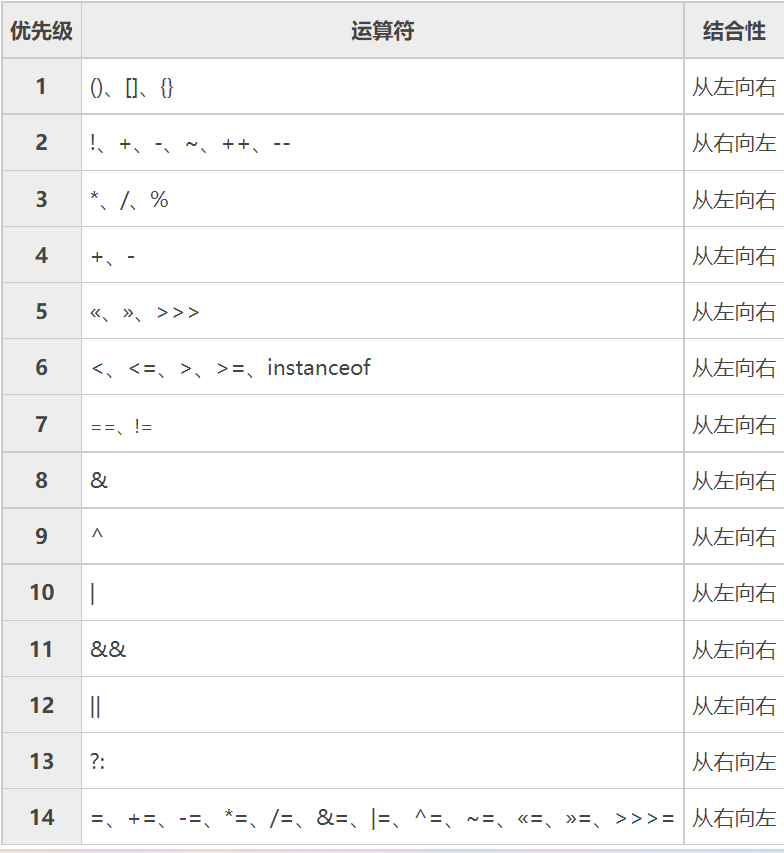 优先级 运算符 结合性
1 ()、[]、{} 从左向右
2 !、+、-、~、++、-- 从右向左
3 *、/、% 从左向右
4 +、- 从左向右
5 «、»、>>> 从左向右
6 <、<=、>、>=、instanceof 从左向右
7 ==、!= 从左向右
8 & 从左向右
9 ^ 从左向右
10 | 从左向右
11 && 从左向右
12 || 从左向右
13 ?: 从右向左
14 =、+=、-=、*=、/=、&=、|=、^=、~=、«=、»=、>>>= 从右向左